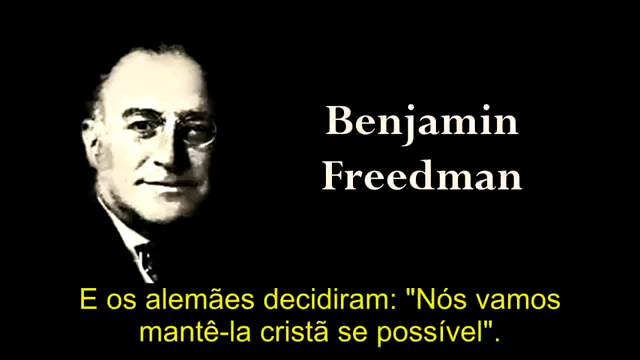 Benjamin
Freedman
E os alemães decidiram: "Nós vamos
mantê-la cristã se possível".